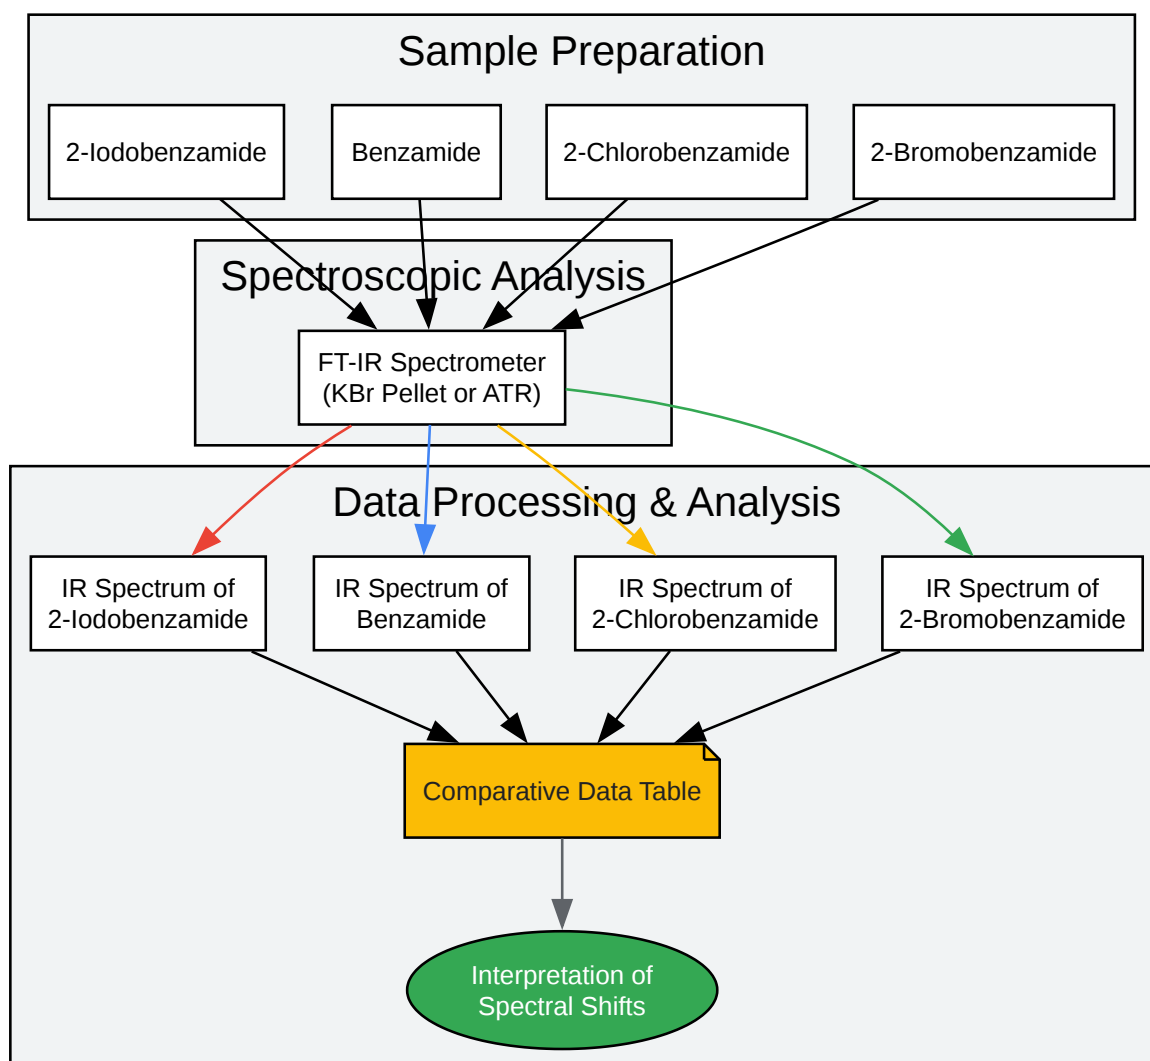 Sample Preparation
2-Iodobenzamide
Benzamide
2-Chlorobenzamide
2-Bromobenzamide
Spectroscopic Analysis
FT-IR Spectrometer
(KBr Pellet or ATR)
Data Processing & Analysis
IR Spectrum of
2-Iodobenzamide
IR Spectrum of
Benzamide
IR Spectrum of
2-Chlorobenzamide
IR Spectrum of
2-Bromobenzamide
Comparative Data Table
Interpretation of
Spectral Shifts